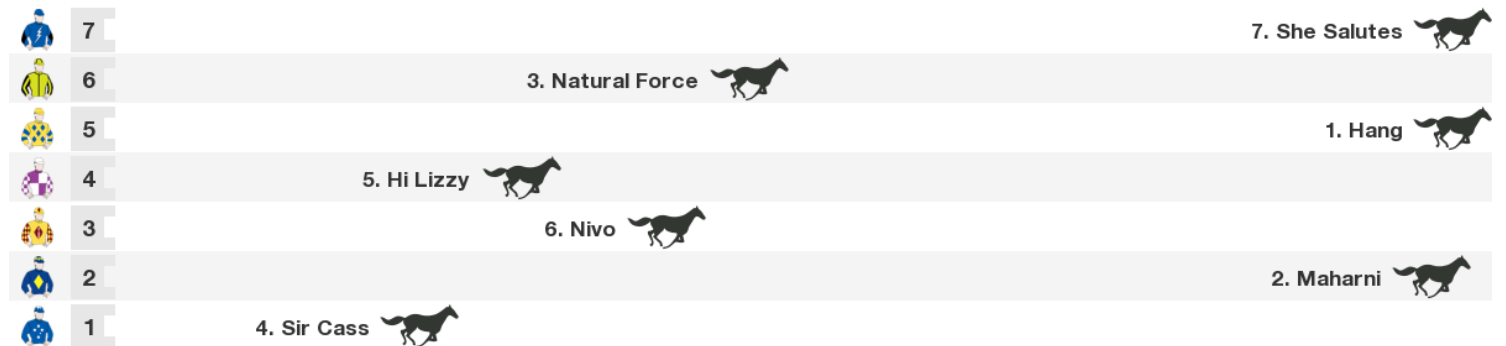 7 7. She Salutes
6 3. Natural Force
5 1. Hang
4 5. Hi Lizzy
3 6. Nivo
2 2. Maharni
1 4. Sir Cass